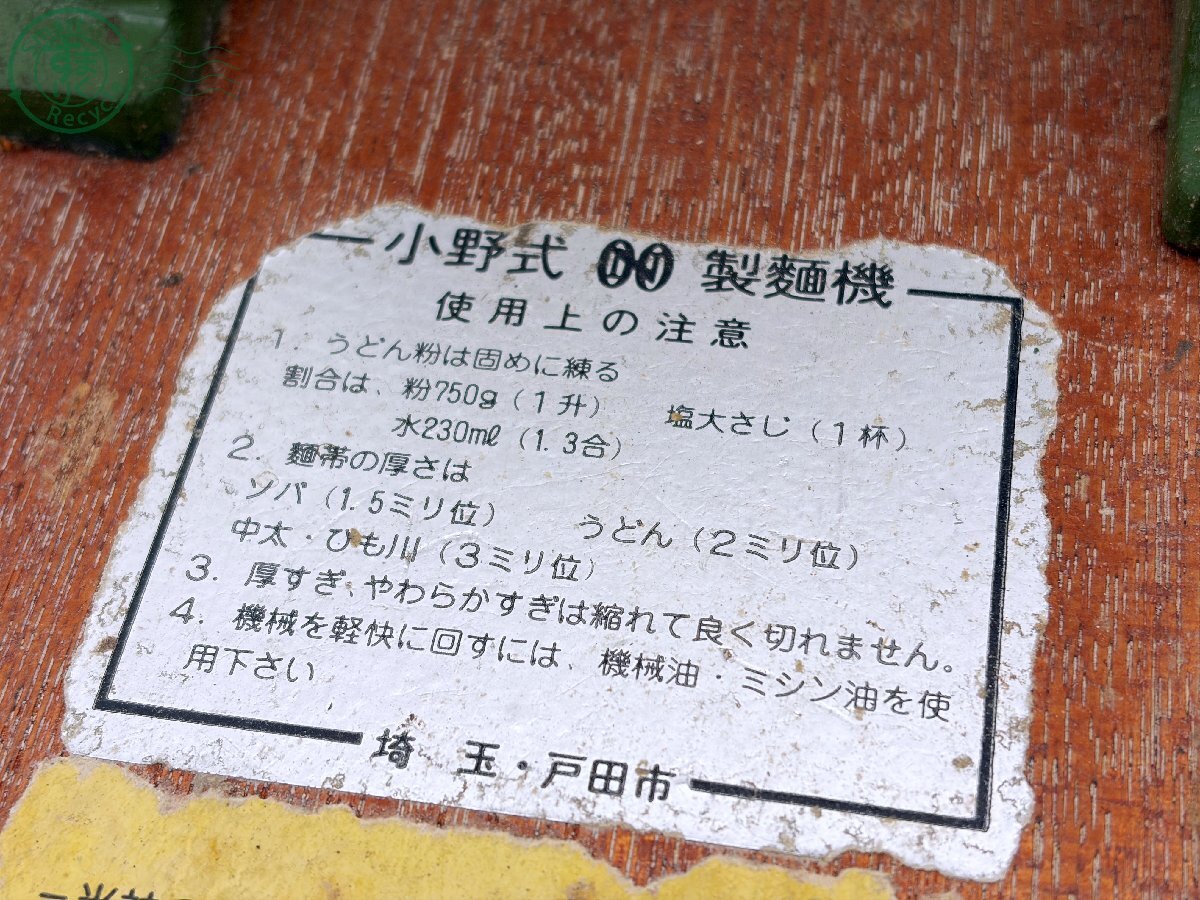 小野式 製麺機
使用上の注意
1. うどん粉は固めに練る
割合は、粉750g（1升） 塩大さじ（1杯）
水230ml（1.3合）
2. 麺帯の厚さは
ソバ（1.5ミリ位） うどん（2ミリ位）
中太・ひも川（3ミリ位）
3. 厚すぎ、やわらかすぎは縮れて良く切れません。
4. 機械を軽快に回すには、機械油・ミシン油を使
用下さい
埼 玉・戸田市